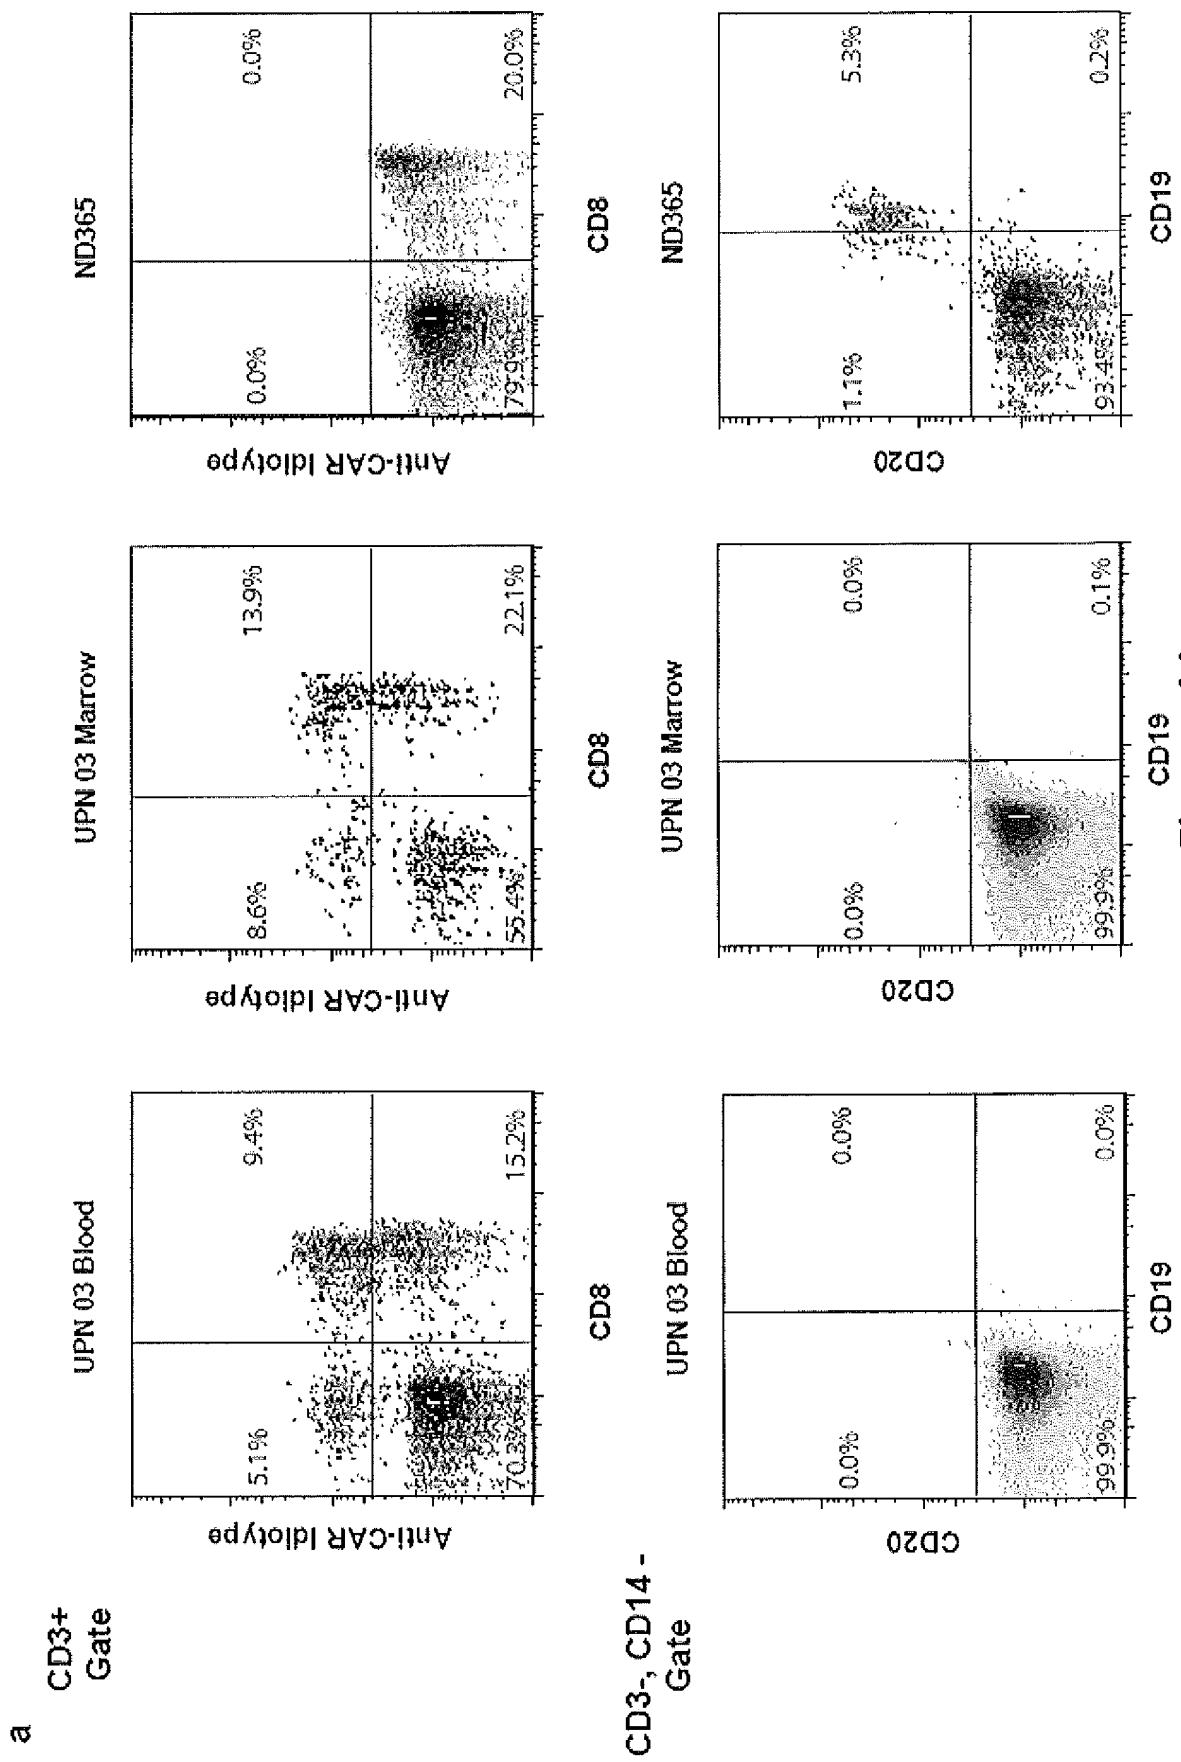 a
CD3+
Gate
UPN 03 Blood
Anti-CAR Idiotype
5.1%
9.4%
70.3%
15.2%
CD8
UPN 03 Marrow
Anti-CAR Idiotype
8.6%
13.9%
55.4%
22.1%
CD8
ND365
Anti-CAR Idiotype
0.0%
0.0%
79.9%
20.0%
CD8
CD3-, CD14 -
Gate
UPN 03 Blood
CD20
0.0%
0.0%
99.9%
0.0%
CD19
UPN 03 Marrow
CD20
0.0%
0.0%
99.9%
0.1%
CD19
ND365
CD20
1.1%
5.3%
93.4%
0.2%
CD19